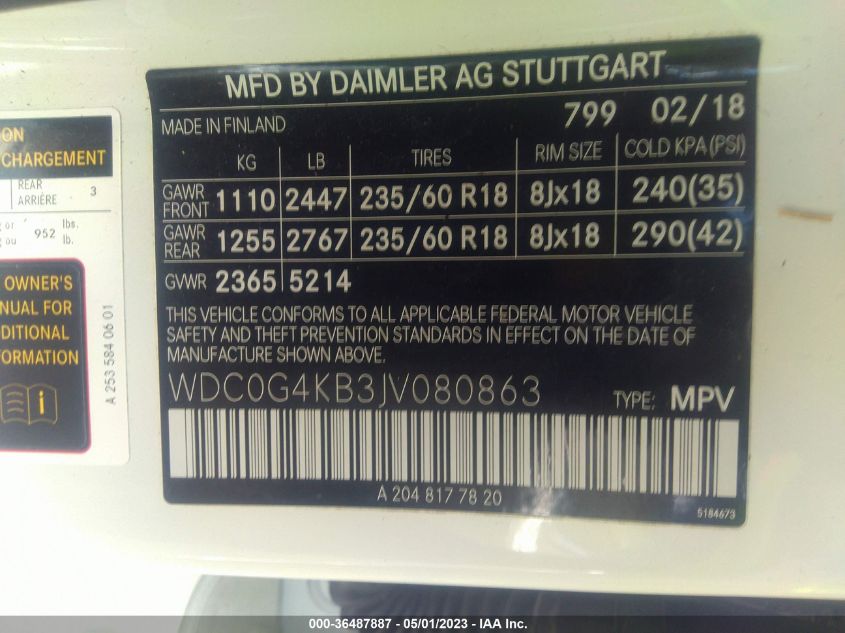 MFD BY DAIMLER AG STUTTGART
MADE IN FINLAND 799 02/18
KG LB TIRES RIM SIZE COLD KPA (PSI)
GAWR FRONT 1110 2447 235/60 R18 8Jx18 240(35)
GAWR REAR 1255 2767 235/60 R18 8Jx18 290(42)
GVWR 2365 5214
THIS VEHICLE CONFORMS TO ALL APPLICABLE FEDERAL MOTOR VEHICLE
SAFETY AND THEFT PREVENTION STANDARDS IN EFFECT ON THE DATE OF
MANUFACTURE SHOWN ABOVE.
WDC0G4KB3JV080863 TYPE: MPV
A 204 817 78 20
5184673
ON
CHARGEMENT
REAR
ARRIÉRE 3
or lbs.
ou 952 lb.
OWNER'S
NUAL FOR
DITIONAL
FORMATION
i
A 253 584 06 01
000-36487887 - 05/01/2023 - IAA Inc.